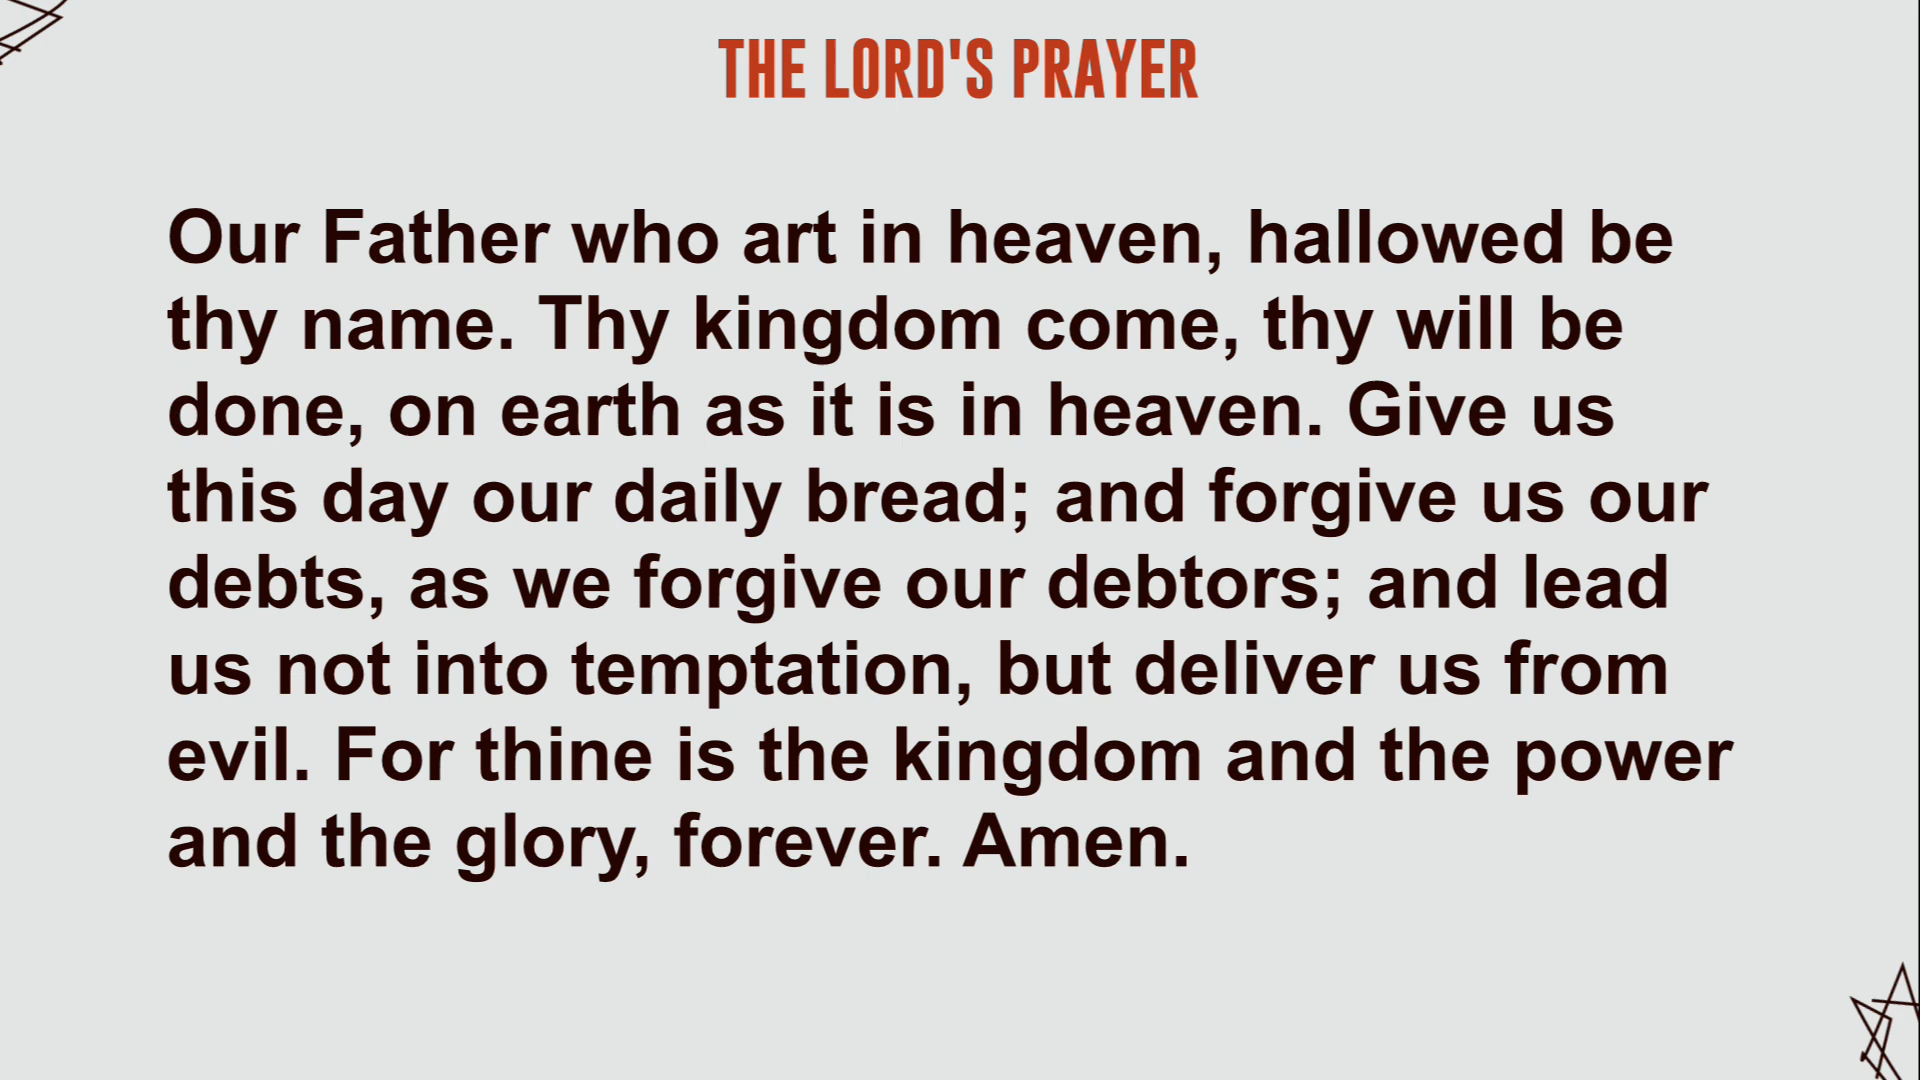 THE LORD'S PRAYER
Our Father who art in heaven, hallowed be
thy name. Thy kingdom come, thy will be
done, on earth as it is in heaven. Give us
this day our daily bread; and forgive us our
debts, as we forgive our debtors; and lead
us not into temptation, but deliver us from
evil. For thine is the kingdom and the power
and the glory, forever. Amen.